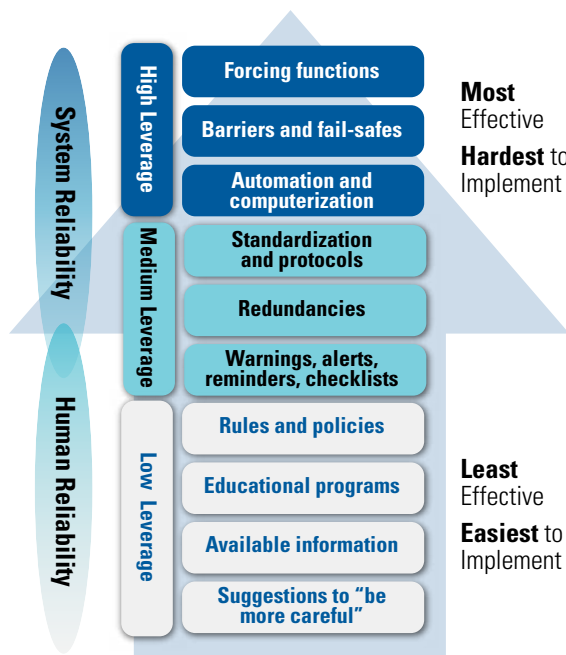 System Reliability
Human Reliability
High Leverage
Forcing functions
Barriers and fail-safes
Automation and
computerization
Medium Leverage
Standardization
and protocols
Redundancies
Warnings, alerts,
reminders, checklists
Low Leverage
Rules and policies
Educational programs
Available information
Suggestions to “be
more careful”
Most
Effective
Hardest to
Implement
Least
Effective
Easiest to
Implement